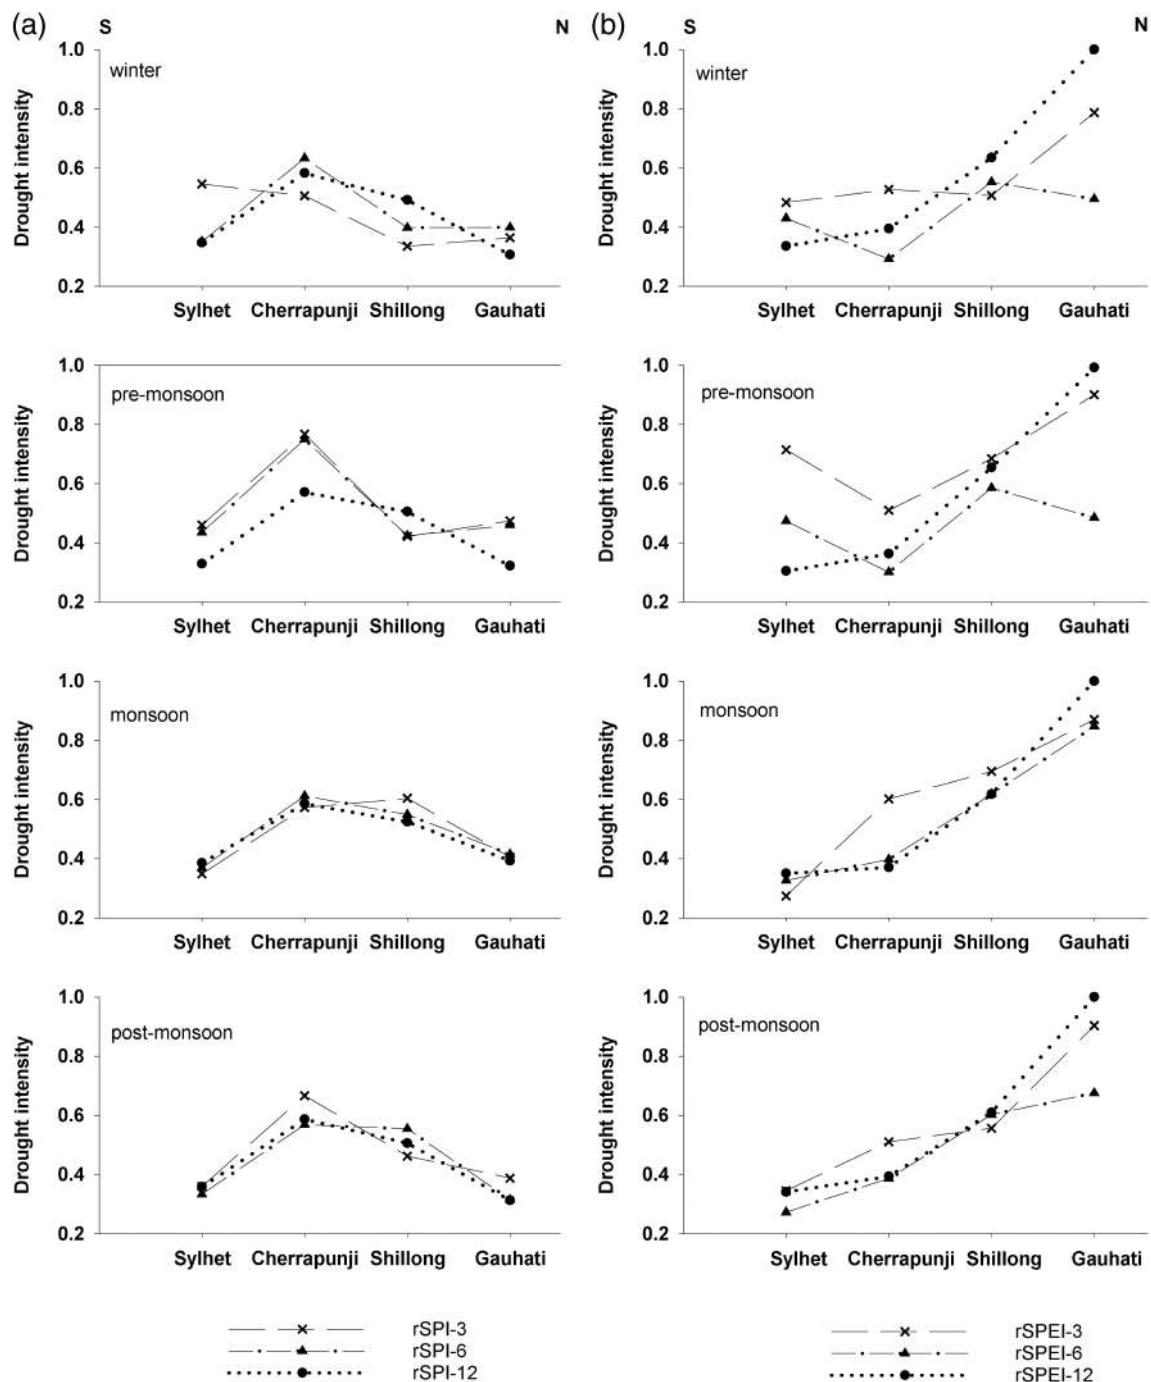 (a) S N (b) S N
winter
Drought intensity
1.0
0.8
0.6
0.4
0.2
Sylhet Cherrapunji Shillong Gauhati
winter
Drought intensity
1.0
0.8
0.6
0.4
0.2
Sylhet Cherrapunji Shillong Gauhati
pre-monsoon
Drought intensity
1.0
0.8
0.6
0.4
0.2
Sylhet Cherrapunji Shillong Gauhati
pre-monsoon
Drought intensity
1.0
0.8
0.6
0.4
0.2
Sylhet Cherrapunji Shillong Gauhati
monsoon
Drought intensity
1.0
0.8
0.6
0.4
0.2
Sylhet Cherrapunji Shillong Gauhati
monsoon
Drought intensity
1.0
0.8
0.6
0.4
0.2
Sylhet Cherrapunji Shillong Gauhati
post-monsoon
Drought intensity
1.0
0.8
0.6
0.4
0.2
Sylhet Cherrapunji Shillong Gauhati
post-monsoon
Drought intensity
1.0
0.8
0.6
0.4
0.2
Sylhet Cherrapunji Shillong Gauhati
rSPI-3
rSPI-6
rSPI-12
rSPEI-3
rSPEI-6
rSPEI-12